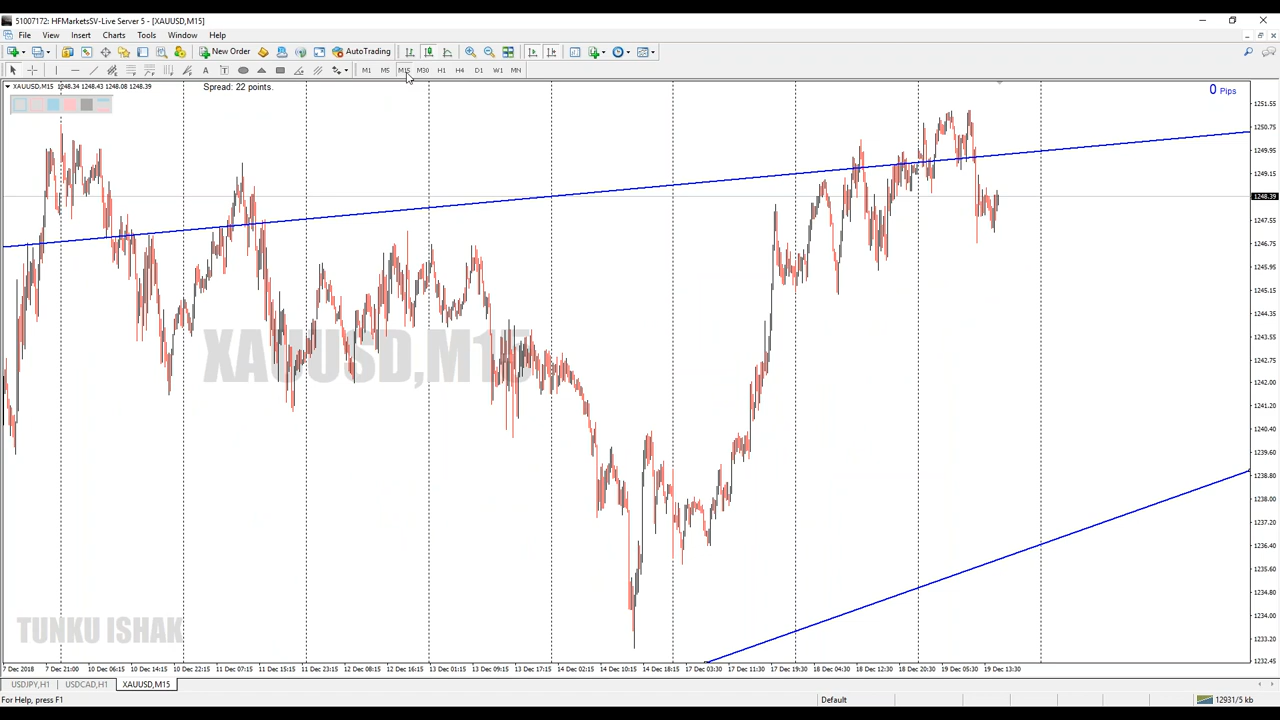 51007172: HFMarketsSV-Live Server 5 - [XAUUSD,M15]
File View Insert Charts Tools Window Help
New Order AutoTrading
A T M1 M5 M15 M30 H1 H4 D1 W1 MN
XAUUSD,M15 1248.34 1248.43 1248.08 1248.39
Spread: 22 points.
0 Pips
1251.55
1250.75
1249.95
1249.15
1248.39
1247.55
1246.75
1245.95
1245.15
1244.35
1243.55
1242.75
1242.00
1241.20
1240.40
1239.60
1238.80
1238.00
1237.20
1236.40
1235.60
1234.80
1234.00
1233.20
1232.45
XAUUSD,M15
TUNKU ISHAK
7 Dec 2018 7 Dec 21:00 10 Dec 06:15 10 Dec 14:15 10 Dec 22:15 11 Dec 07:15 11 Dec 15:15 11 Dec 23:15 12 Dec 08:15 12 Dec 16:15 13 Dec 01:15 13 Dec 09:15 13 Dec 17:15 14 Dec 02:15 14 Dec 10:15 14 Dec 18:15 17 Dec 03:30 17 Dec 11:30 17 Dec 19:30 18 Dec 04:30 18 Dec 12:30 18 Dec 20:30 19 Dec 05:30 19 Dec 13:30
USDJPY,H1 USDCAD,H1 XAUUSD,M15
For Help, press F1 Default 12931/5 kb